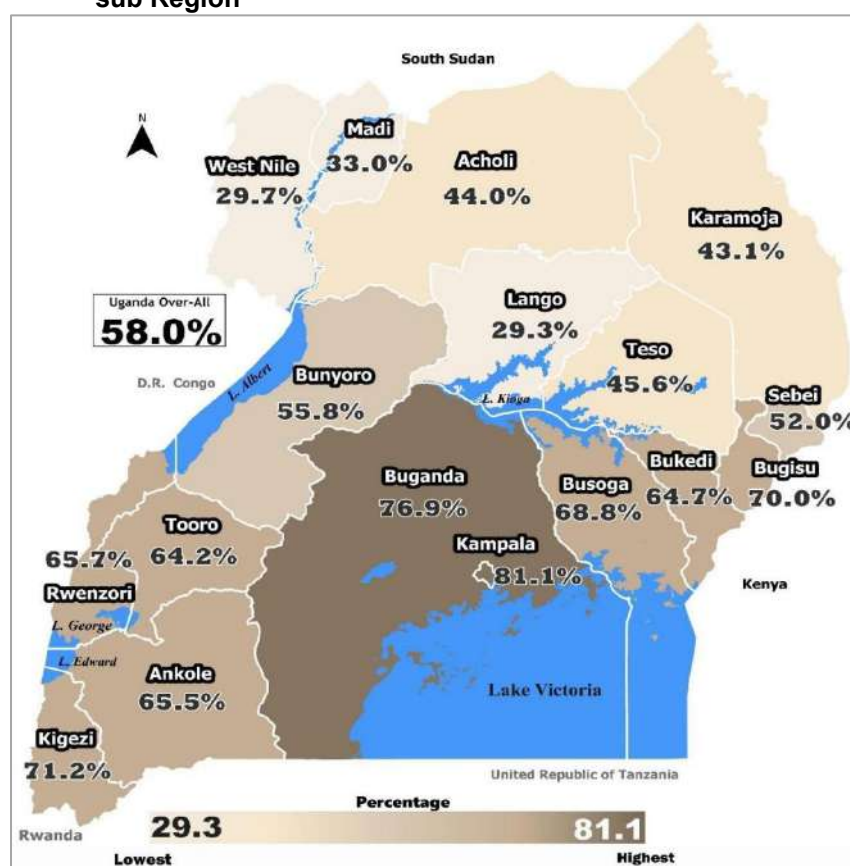 sub Region
South Sudan
N
Madi
33.0%
West Nile
29.7%
Acholi
44.0%
Karamoja
43.1%
Uganda Over-All
58.0%
Lango
29.3%
Teso
45.6%
D.R. Congo
L. Albert
Bunyoro
55.8%
L. Kioga
Sebei
52.0%
Buganda
76.9%
Busoga
68.8%
Bukedi
64.7%
Bugisu
70.0%
Tooro
64.2%
65.7%
Rwenzori
Kampala
81.1%
Kenya
L. George
L. Edward
Ankole
65.5%
Lake Victoria
Kigezi
71.2%
United Republic of Tanzania
Percentage
29.3
81.1
Rwanda
Lowest
Highest